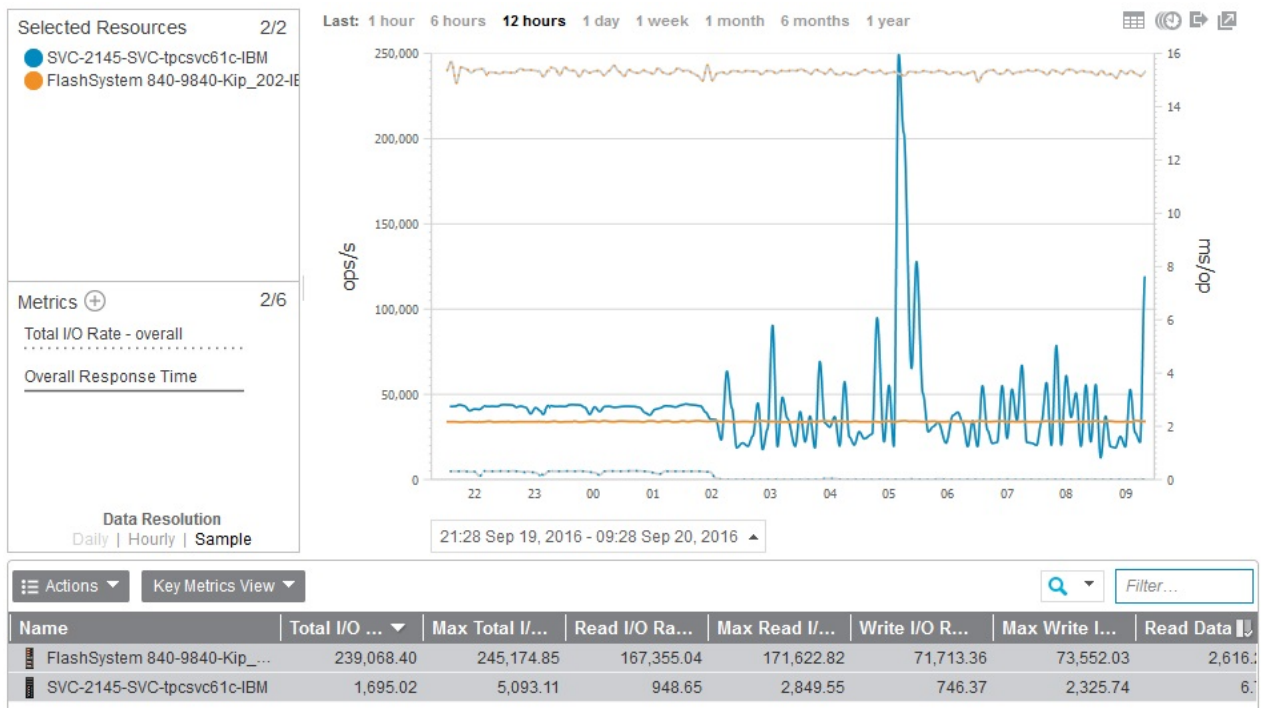 Selected Resources 2/2
SVC-2145-SVC-tpcsvc61c-IBM
FlashSystem 840-9840-Kip_202-IE
Metrics 2/6
Total I/O Rate - overall
Overall Response Time
Data Resolution
Daily | Hourly | Sample
Last: 1 hour 6 hours 12 hours 1 day 1 week 1 month 6 months 1 year
250,000
200,000
150,000
100,000
50,000
0
ops/s
16
14
12
10
8
6
4
2
0
ms/op
22 23 00 01 02 03 04 05 06 07 08 09
21:28 Sep 19, 2016 - 09:28 Sep 20, 2016
Actions Key Metrics View Filter...
Name Total I/O ... Max Total I/... Read I/O Ra... Max Read I/... Write I/O R... Max Write I... Read Data
FlashSystem 840-9840-Kip_... 239,068.40 245,174.85 167,355.04 171,622.82 71,713.36 73,552.03 2,616.
SVC-2145-SVC-tpcsvc61c-IBM 1,695.02 5,093.11 948.65 2,849.55 746.37 2,325.74 6.